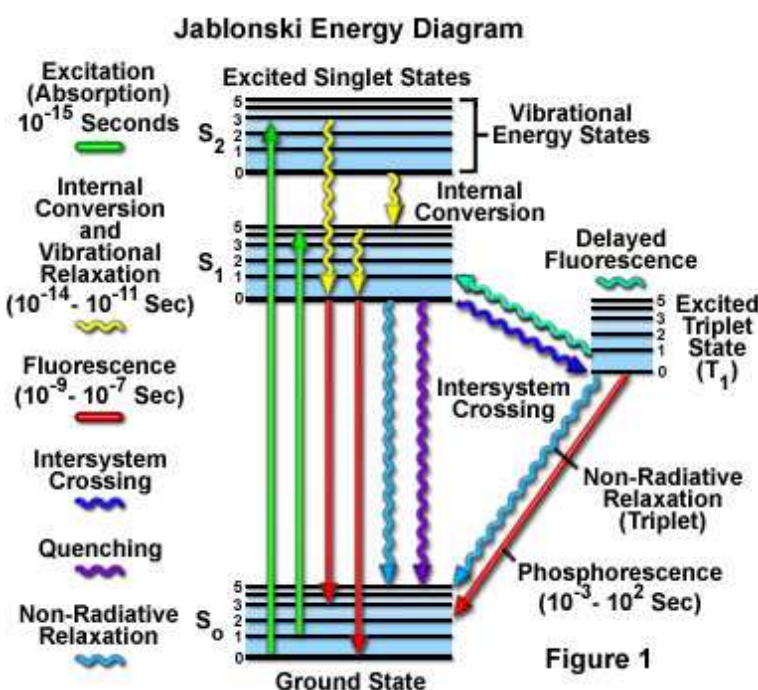 Jablonski Energy Diagram
Excitation
(Absorption)
10⁻¹⁵ Seconds
Internal
Conversion
and
Vibrational
Relaxation
(10⁻¹⁴ - 10⁻¹¹ Sec)
Fluorescence
(10⁻⁹ - 10⁻⁷ Sec)
Intersystem
Crossing
Quenching
Non-Radiative
Relaxation
Excited Singlet States
S₂
5
3
2
1
0
Vibrational
Energy States
Internal
Conversion
S₁
5
3
2
1
0
Delayed
Fluorescence
5
3
2
1
0
Excited
Triplet
State
(T₁)
Intersystem
Crossing
Non-Radiative
Relaxation
(Triplet)
Phosphorescence
(10⁻³ - 10² Sec)
S₀
5
3
2
1
0
Ground State
Figure 1